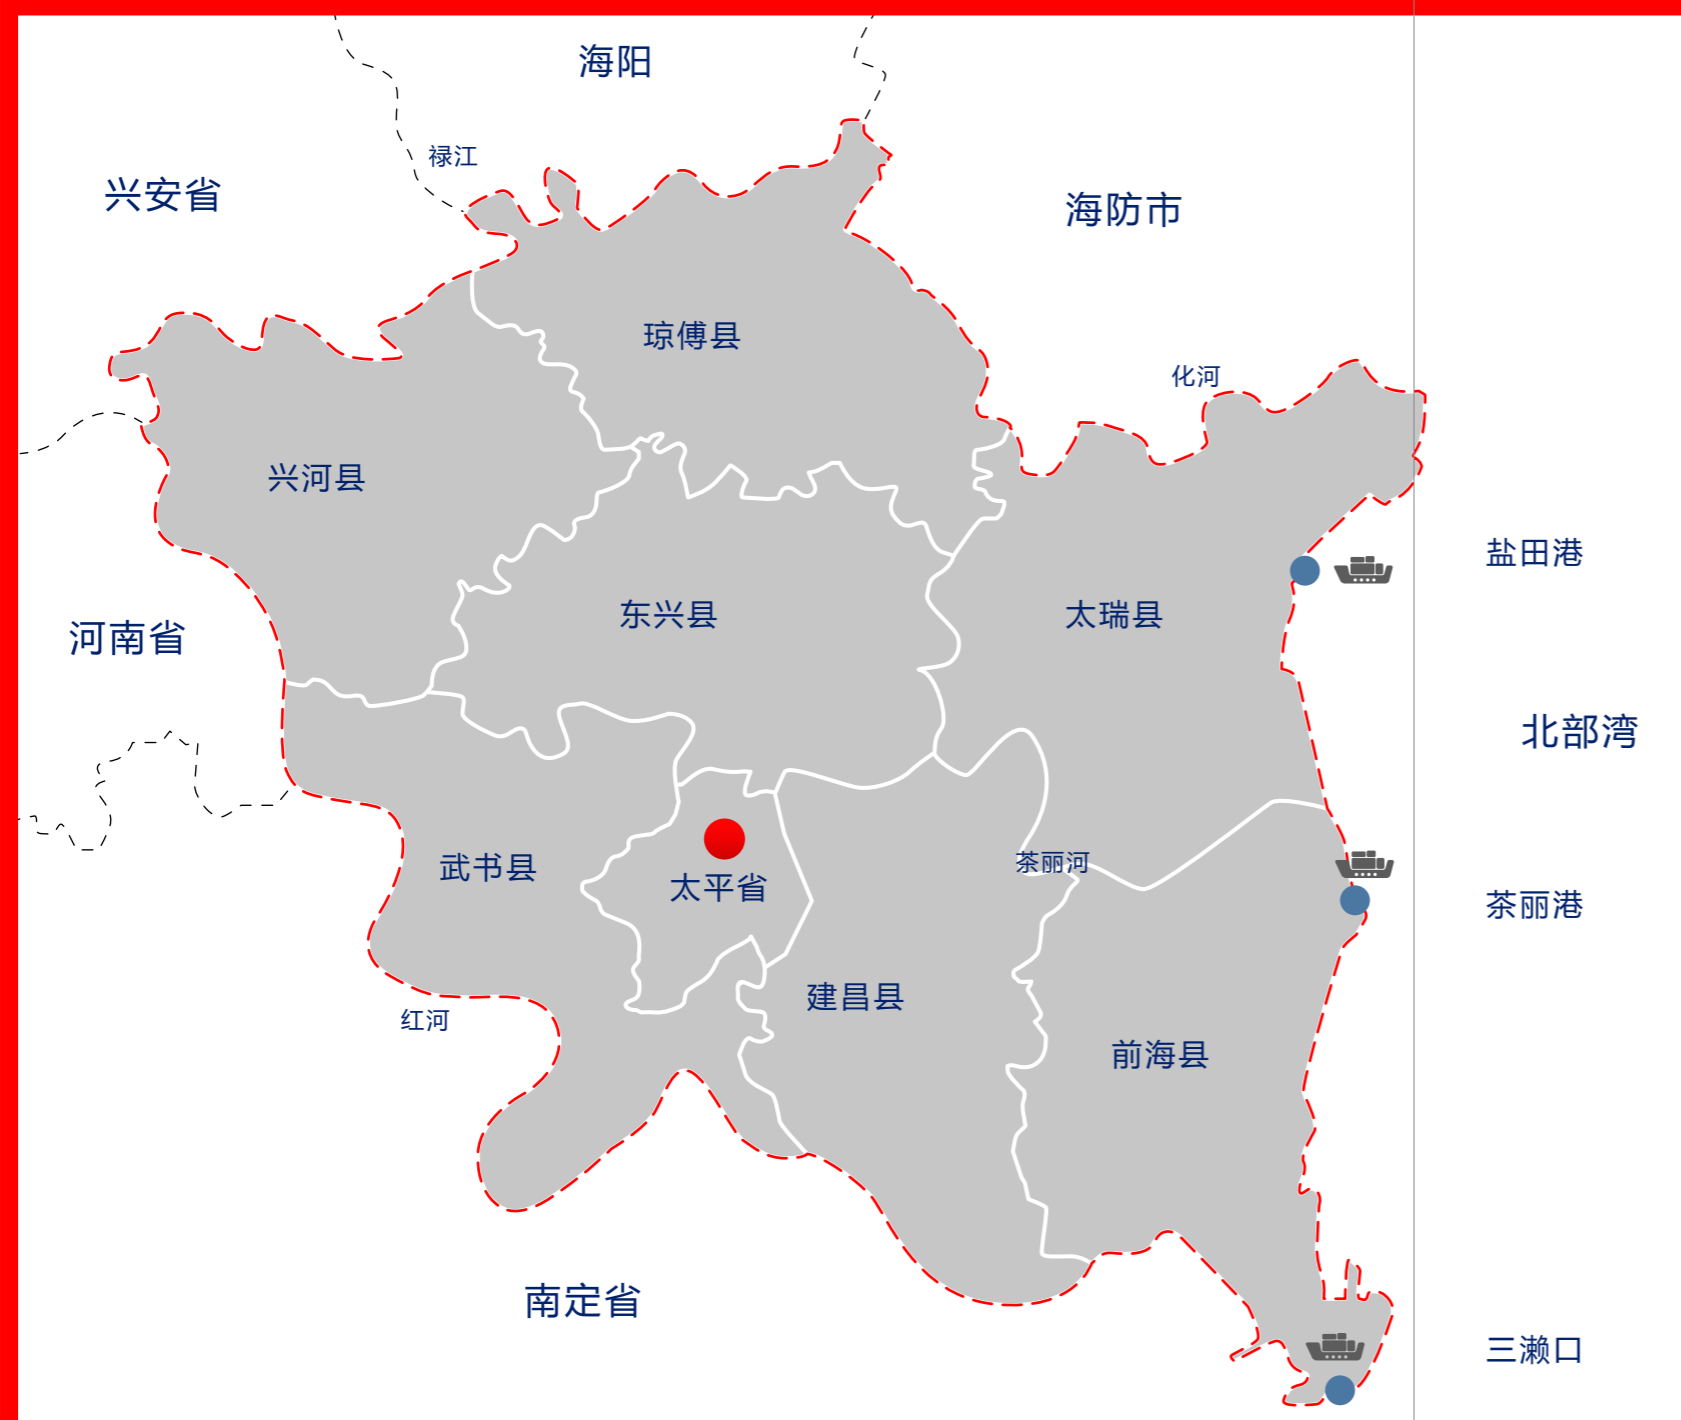 海阳
禄江
兴安省
海防市
琼傅县
化河
兴河县
盐田港
东兴县
太瑞县
河南省
北部湾
武书县
茶丽河
太平省
茶丽港
建昌县
红河
前海县
南定省
三濑口